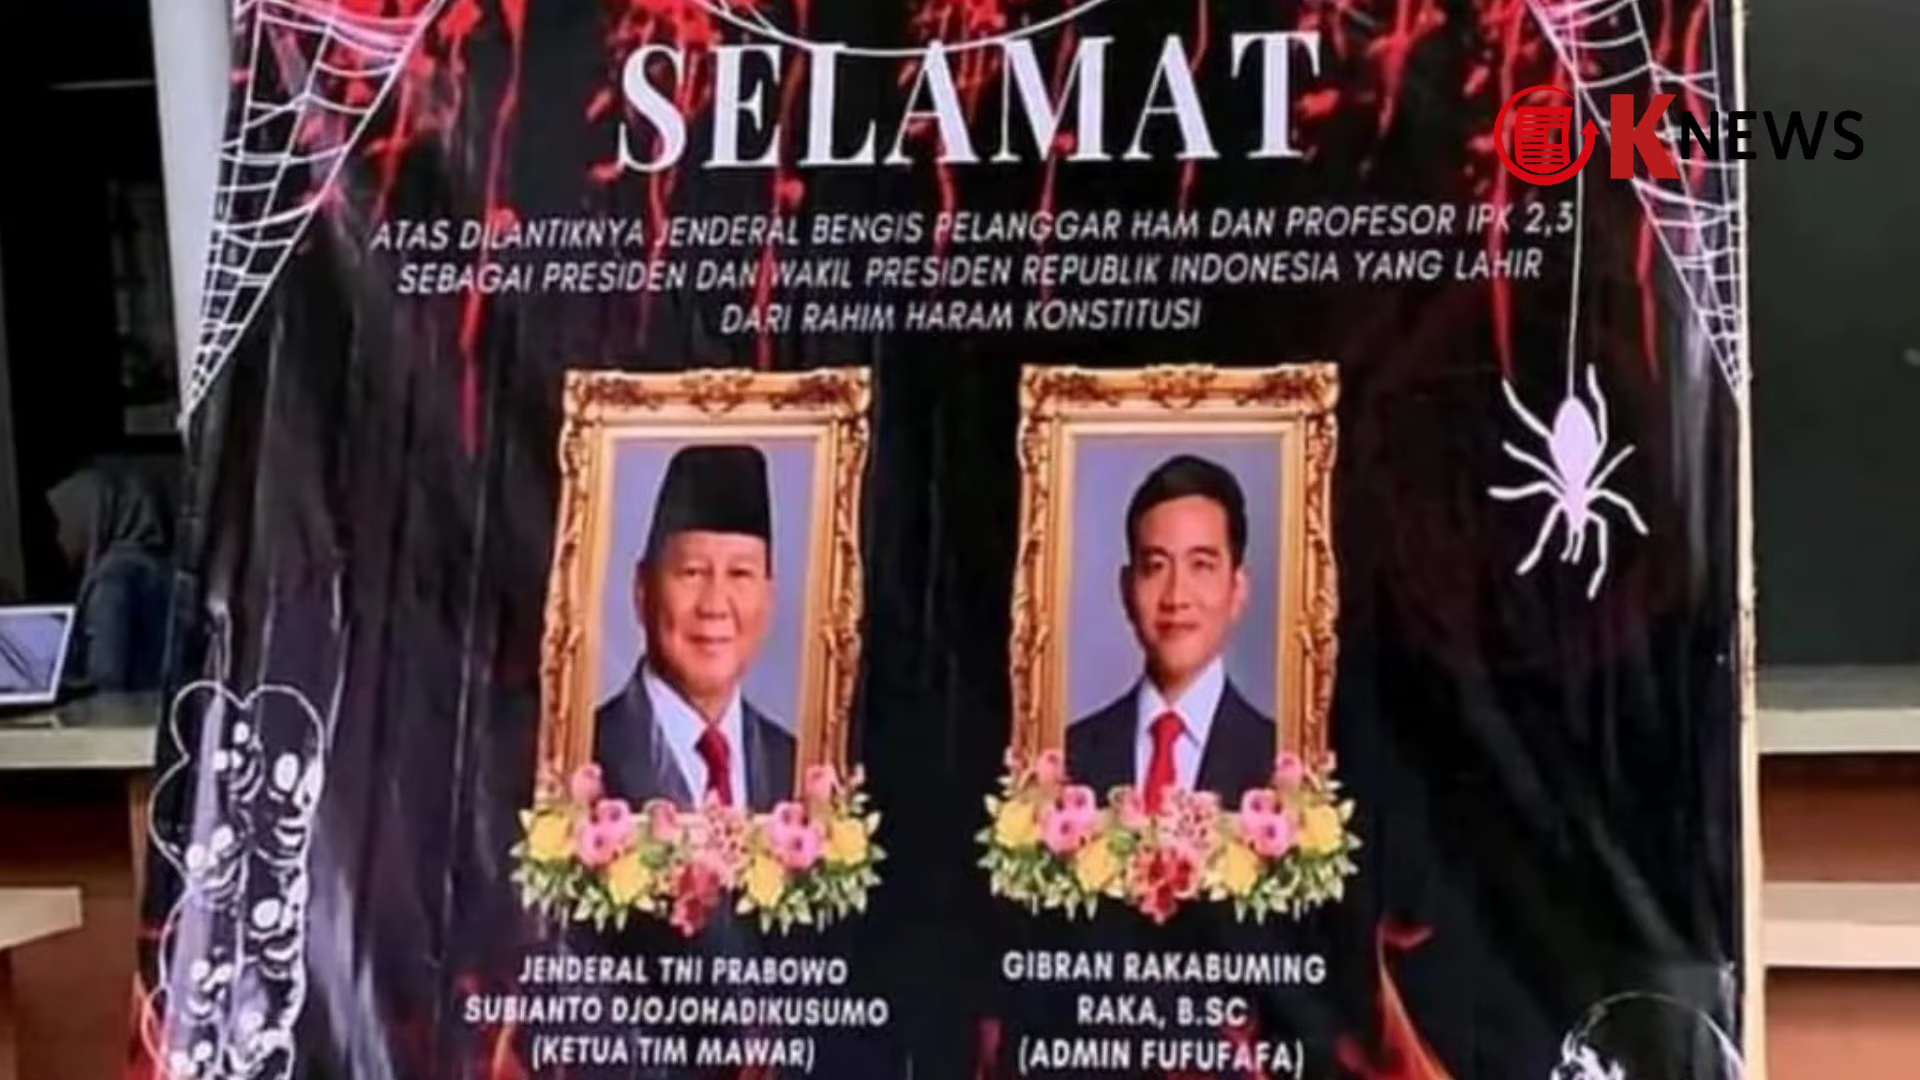 SELAMAT
KNEWS
ATAS DILANTIKNYA JENDERAL BENGIS PELANGGAR HAM DAN PROFESOR IPK 2,3
SEBAGAI PRESIDEN DAN WAKIL PRESIDEN REPUBLIK INDONESIA YANG LAHIR
DARI RAHIM HARAM KONSTITUSI
JENDERAL TNI PRABOWO
SUBIANTO DJOJOHADIKUSUMO
(KETUA TIM MAWAR)
GIBRAN RAKABUMING
RAKA, B.SC
(ADMIN FUFUFAFA)